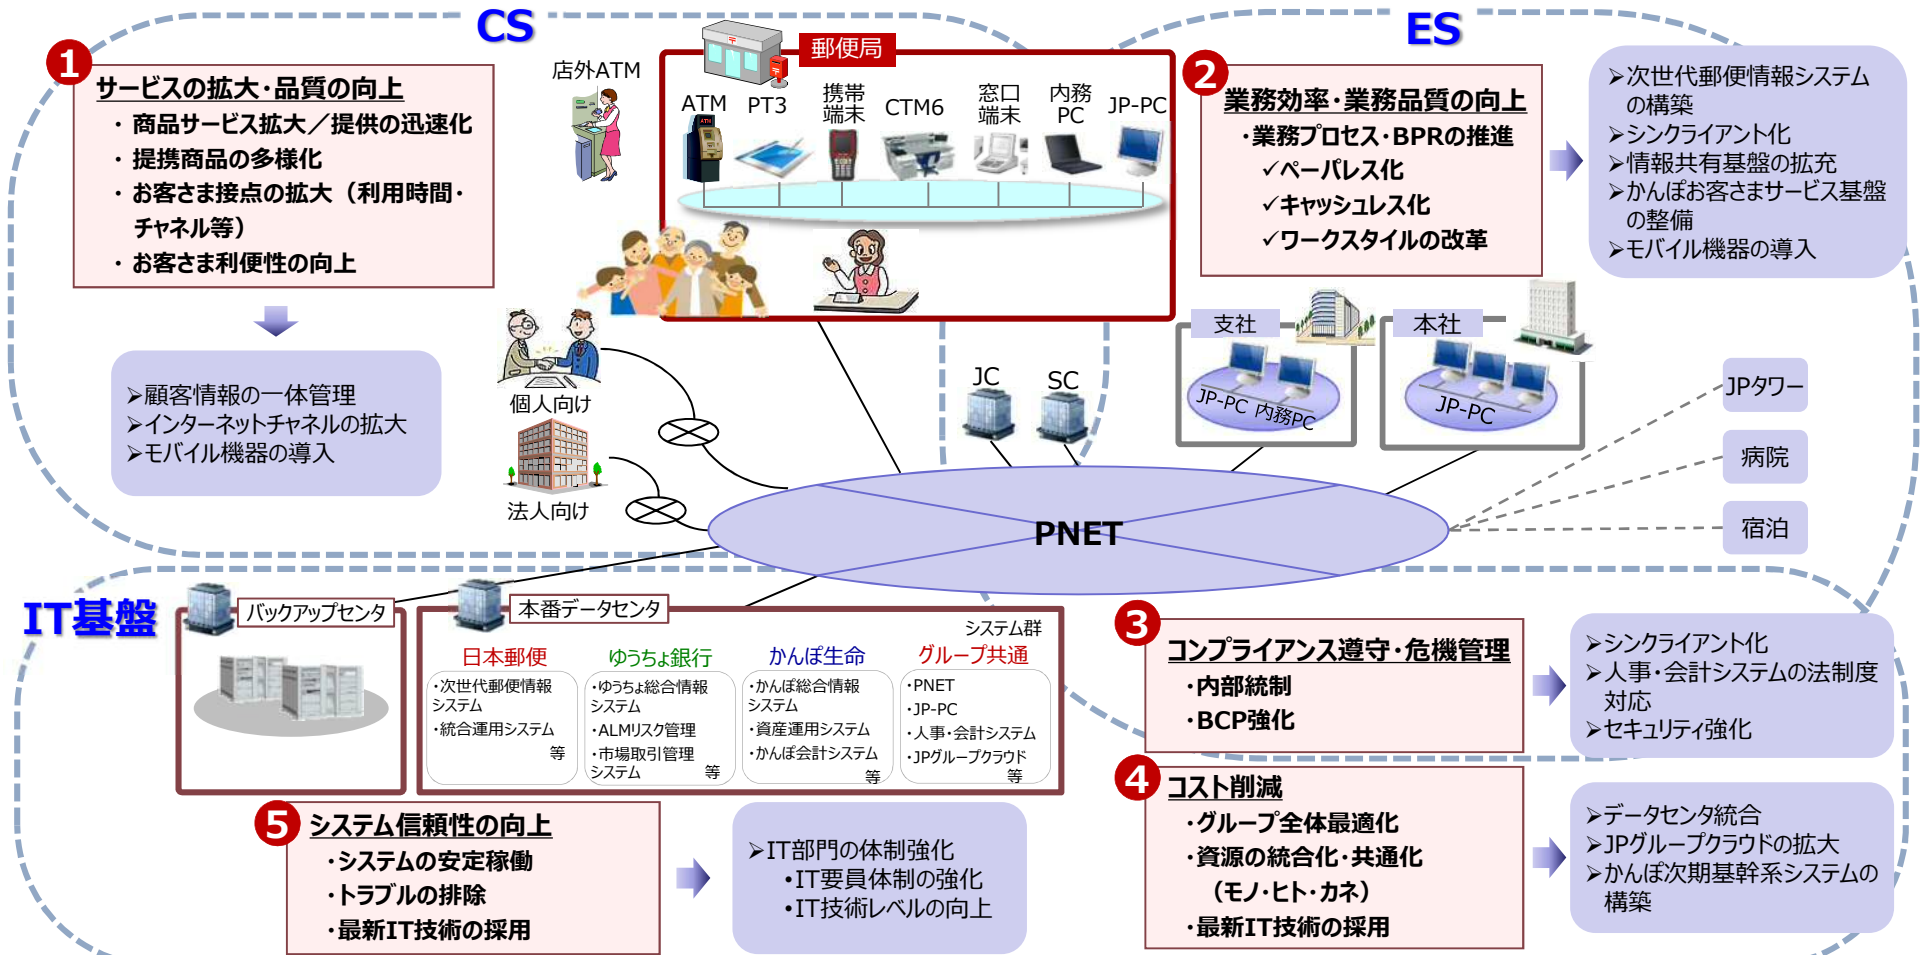 CS
ES
1
サービスの拡大・品質の向上
・ 商品サービス拡大／提供の迅速化
・ 提携商品の多様化
・ お客さま接点の拡大（利用時間・
チャネル等）
・ お客さま利便性の向上
➢顧客情報の一体管理
➢インターネットチャネルの拡大
➢モバイル機器の導入
店外ATM
郵便局
ATM
PT3
携帯
端末
CTM6
窓口
端末
内務
PC
JP-PC
2
業務効率・業務品質の向上
・業務プロセス・BPRの推進
✓ペーパレス化
✓キャッシュレス化
✓ワークスタイルの改革
➢次世代郵便情報システム
の構築
➢シンクライアント化
➢情報共有基盤の拡充
➢かんぽお客さまサービス基盤
の整備
➢モバイル機器の導入
個人向け
法人向け
JC
SC
支社
JP-PC 内務PC
本社
JP-PC
JPタワー
病院
宿泊
PNET
IT基盤
バックアップセンタ
本番データセンタ
システム群
日本郵便
・次世代郵便情報
システム
・統合運用システム
等
ゆうちょ銀行
・ゆうちょ総合情報
システム
・ALMリスク管理
・市場取引管理
システム 等
かんぽ生命
・かんぽ総合情報
システム
・資産運用システム
・かんぽ会計システム
等
グループ共通
・PNET
・JP-PC
・人事・会計システム
・JPグループクラウド
等
3
コンプライアンス遵守・危機管理
・内部統制
・BCP強化
➢シンクライアント化
➢人事・会計システムの法制度
対応
➢セキュリティ強化
4
コスト削減
・グループ全体最適化
・資源の統合化・共通化
（モノ・ヒト・カネ）
・最新IT技術の採用
➢データセンタ統合
➢JPグループクラウドの拡大
➢かんぽ次期基幹系システムの
構築
5
システム信頼性の向上
・システムの安定稼働
・トラブルの排除
・最新IT技術の採用
➢IT部門の体制強化
•IT要員体制の強化
•IT技術レベルの向上